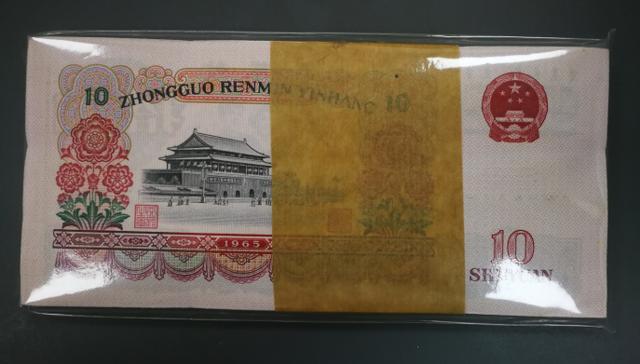 10 ZHONGGUO RENMIN YINHANG 10
1965
10
SHIYUAN